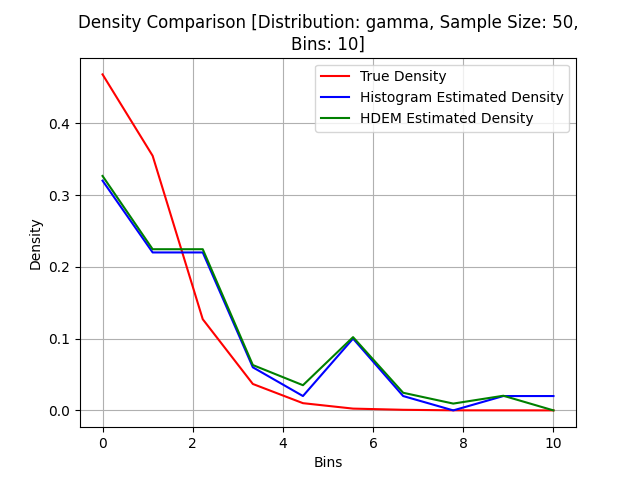 Density Comparison [Distribution: gamma, Sample Size: 50,
Bins: 10]
True Density
Histogram Estimated Density
HDEM Estimated Density
Density
0.4
0.3
0.2
0.1
0.0
0 2 4 6 8 10
Bins